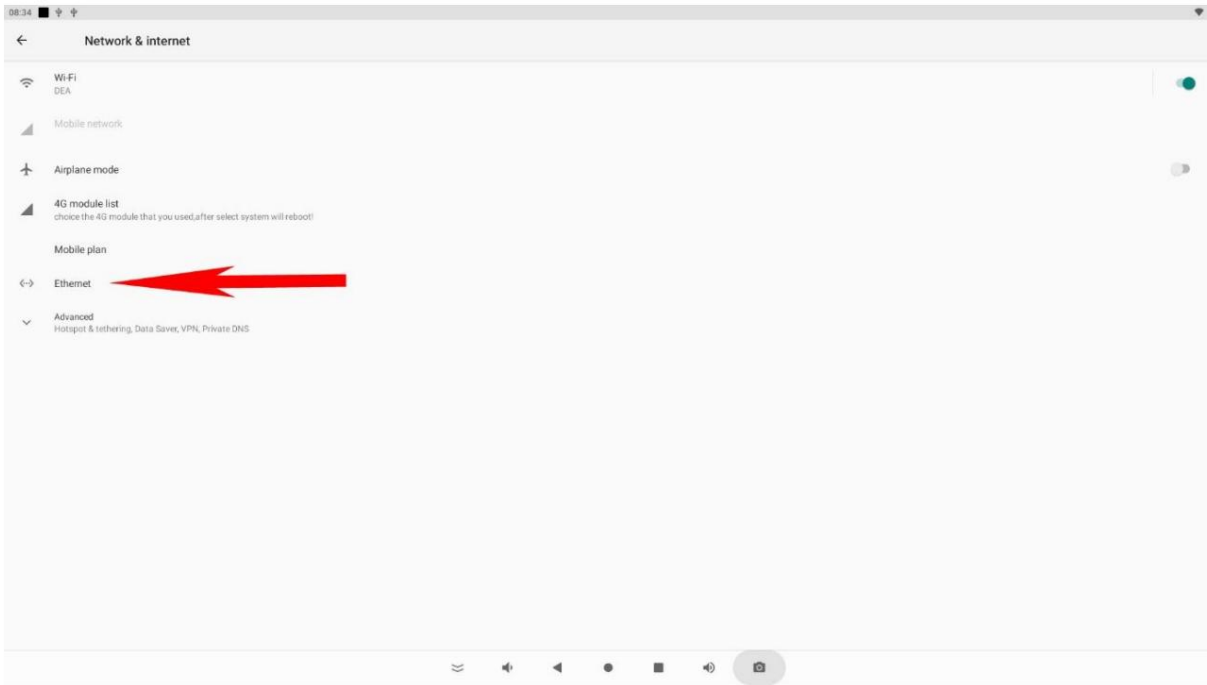 08:34
Network & internet
Wi-Fi
DEA
Mobile network
Airplane mode
4G module list
choice the 4G module that you used,after select system will reboot!
Mobile plan
Ethernet
Advanced
Hotspot & tethering, Data Saver, VPN, Private DNS